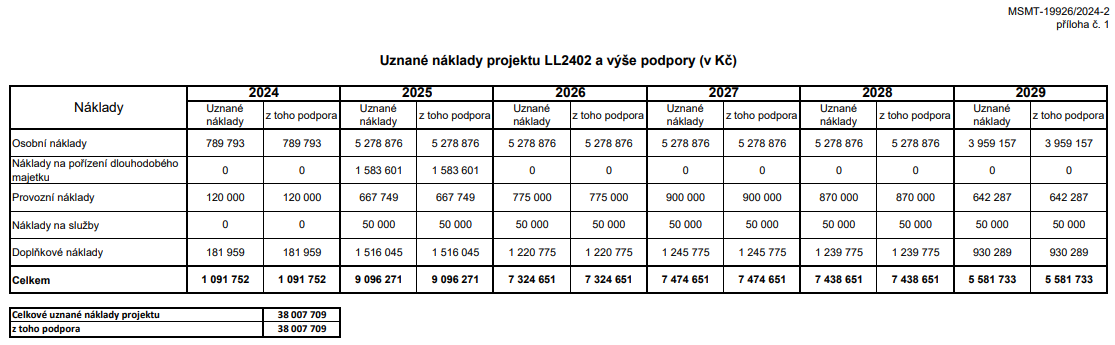 MSMT-19926/2024-2
příloha č. 1
Uznané náklady projektu LL2402 a výše podpory (v Kč)
Náklady 2024 2025 2026 2027 2028 2029
Uznané náklady z toho podpora Uznané náklady z toho podpora Uznané náklady z toho podpora Uznané náklady z toho podpora Uznané náklady z toho podpora Uznané náklady z toho podpora
Osobní náklady 789 793 789 793 5 278 876 5 278 876 5 278 876 5 278 876 5 278 876 5 278 876 5 278 876 5 278 876 3 959 157 3 959 157
Náklady na pořízení dlouhodobého
majetku 0 0 1 583 601 1 583 601 0 0 0 0 0 0 0 0
Provozní náklady 120 000 120 000 667 749 667 749 775 000 775 000 900 000 900 000 870 000 870 000 642 287 642 287
Náklady na služby 0 0 50 000 50 000 50 000 50 000 50 000 50 000 50 000 50 000 50 000 50 000
Doplňkové náklady 181 959 181 959 1 516 045 1 516 045 1 220 775 1 220 775 1 245 775 1 245 775 1 239 775 1 239 775 930 289 930 289
Celkem 1 091 752 1 091 752 9 096 271 9 096 271 7 324 651 7 324 651 7 474 651 7 474 651 7 438 651 7 438 651 5 581 733 5 581 733
Celkové uznané náklady projektu 38 007 709
z toho podpora 38 007 709